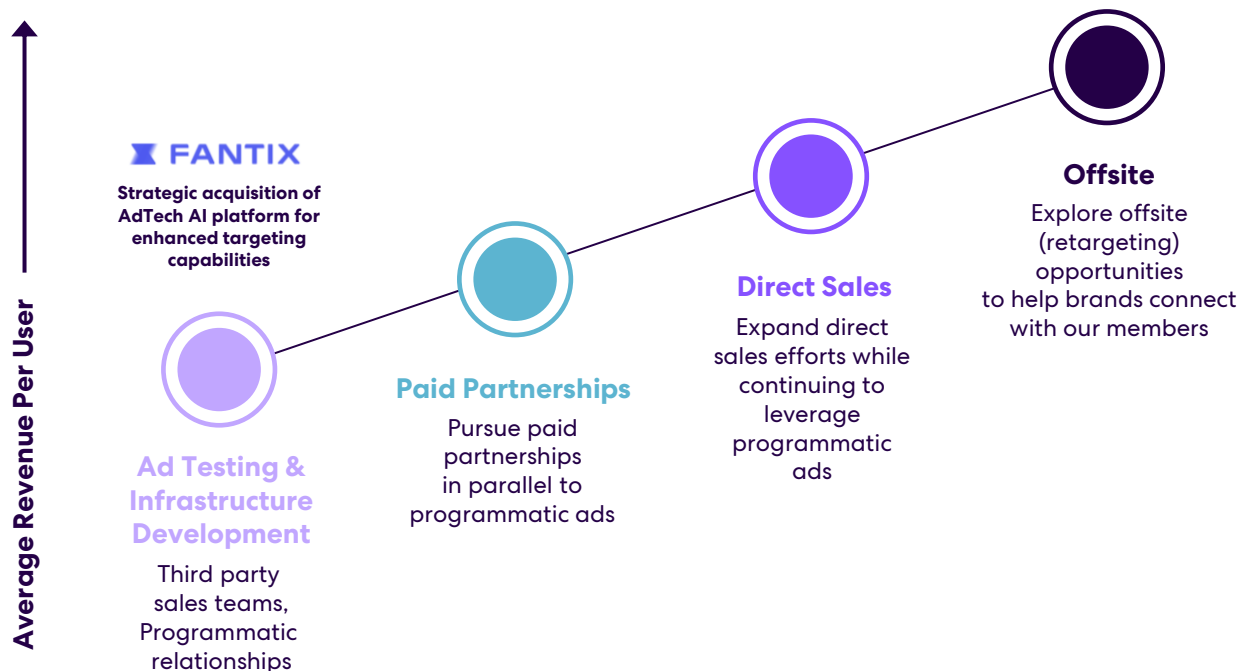 Average Revenue Per User
FANTIX
Strategic acquisition of
AdTech AI platform for
enhanced targeting
capabilities
Ad Testing &
Infrastructure
Development
Third party
sales teams,
Programmatic
relationships
Paid Partnerships
Pursue paid
partnerships
in parallel to
programmatic ads
Direct Sales
Expand direct
sales efforts while
continuing to
leverage
programmatic
ads
Offsite
Explore offsite
(retargeting)
opportunities
to help brands connect
with our members